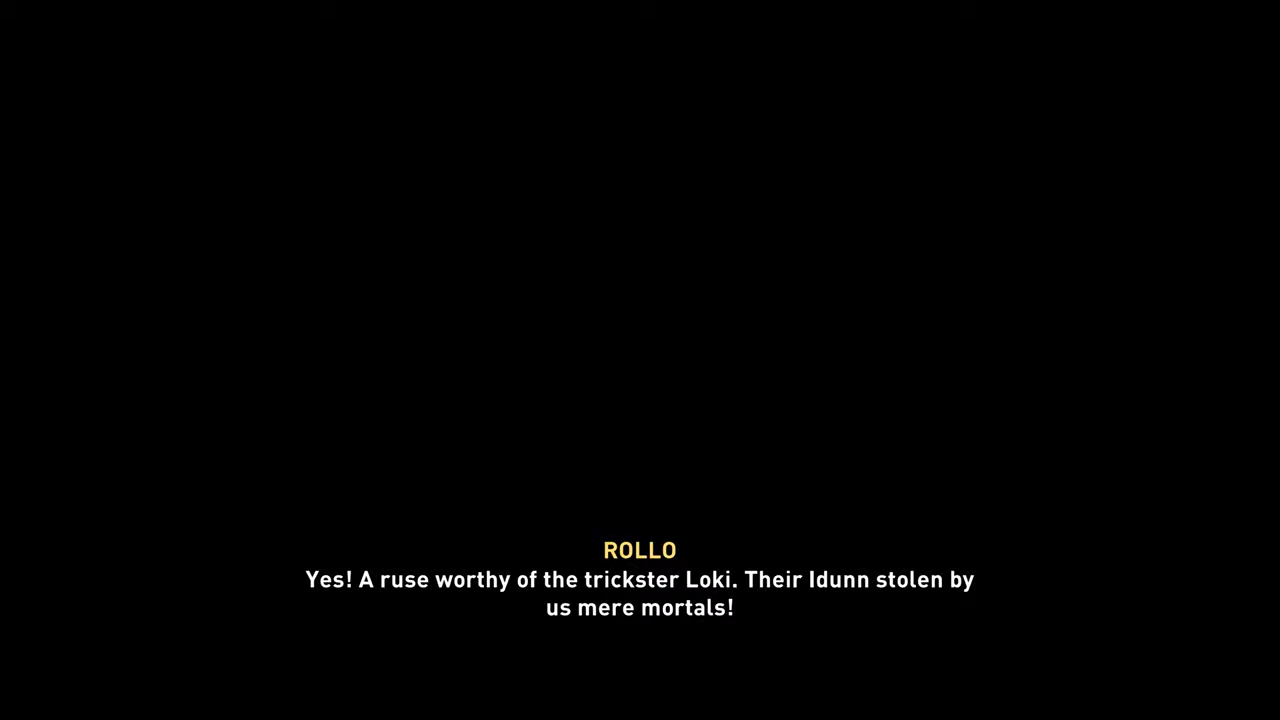 ROLLO
Yes! A ruse worthy of the trickster Loki. Their Idunn stolen by
us mere mortals!